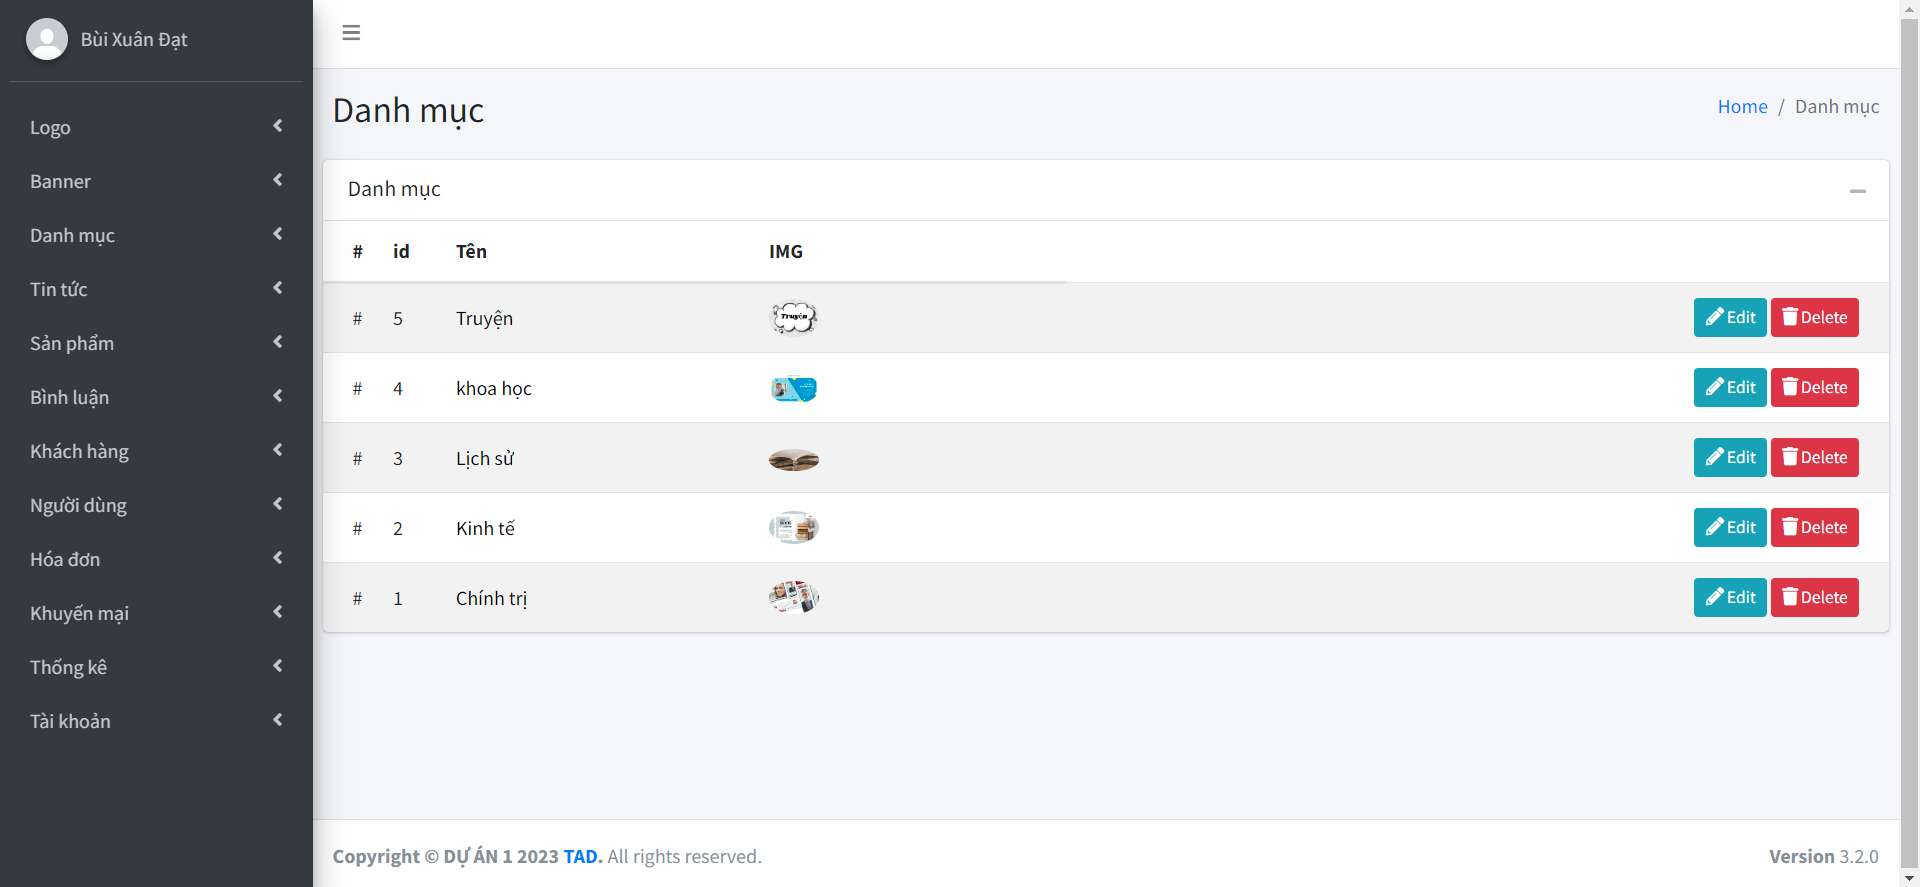 Bùi Xuân Đạt
Logo
Banner
Danh mục
Tin tức
Sản phẩm
Bình luận
Khách hàng
Người dùng
Hóa đơn
Khuyến mại
Thống kê
Tài khoản
Danh mục
Home / Danh mục
Danh mục
# id Tên IMG
# 5 Truyện Truyện Edit Delete
# 4 khoa học Edit Delete
# 3 Lịch sử Edit Delete
# 2 Kinh tế Edit Delete
# 1 Chính trị Edit Delete
Copyright © DỰ ÁN 1 2023 TAD. All rights reserved.
Version 3.2.0